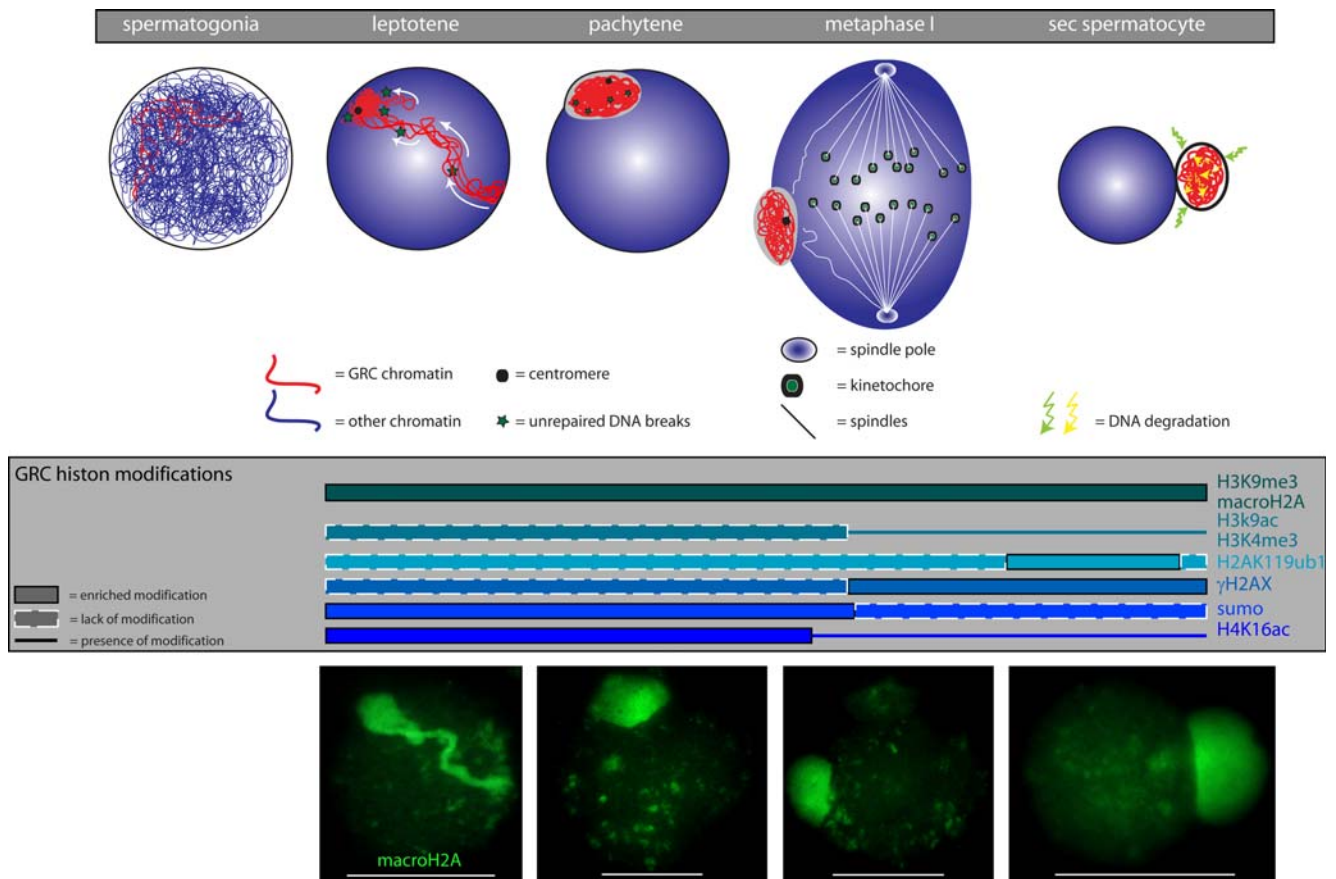 spermatogonia leptotene pachytene metaphase I sec spermatocyte
= GRC chromatin = centromere = spindle pole
= kinetochore
= other chromatin = unrepaired DNA breaks = spindles = DNA degradation
GRC histon modifications
H3K9me3
macroH2A
H3k9ac
H3K4me3
H2AK119ub1
= enriched modification
γH2AX
= lack of modification
sumo
= presence of modification
H4K16ac
macroH2A